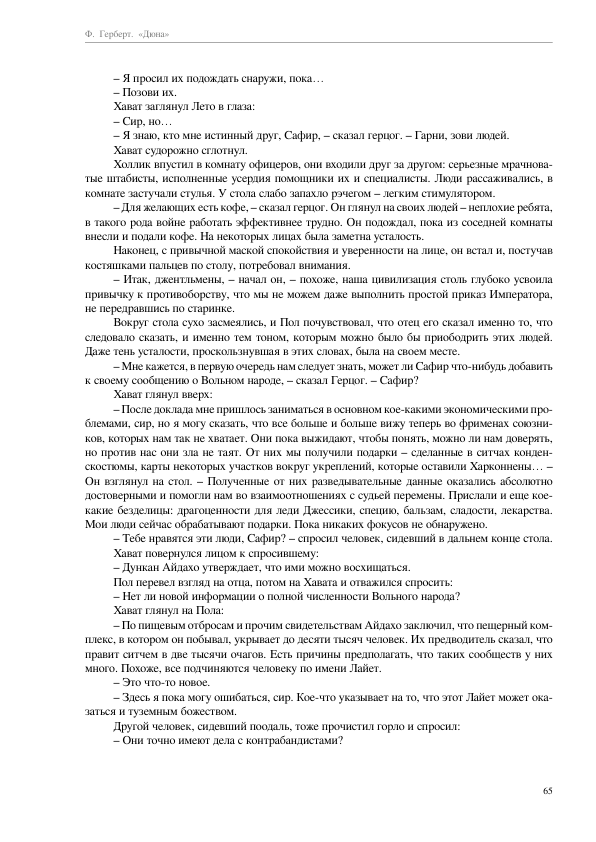 Ф. Герберт. «Дюна»
– Я просил их подождать снаружи, пока…
– Позови их.
Хават заглянул Лето в глаза:
– Сир, но…
– Я знаю, кто мне истинный друг, Сафир, – сказал герцог. – Гарни, зови людей.
Хават судорожно сглотнул.
Холлик впустил в комнату офицеров, они входили друг за другом: серьезные мрачнова-
тые штабисты, исполненные усердия помощники их и специалисты. Люди рассаживались, в
комнате застучали стулья. У стола слабо запахло рэчегом – легким стимулятором.
– Для желающих есть кофе, – сказал герцог. Он глянул на своих людей – неплохие ребята,
в такого рода войне работать эффективнее трудно. Он подождал, пока из соседней комнаты
внесли и подали кофе. На некоторых лицах была заметна усталость.
Наконец, с привычной маской спокойствия и уверенности на лице, он встал и, постучав
костяшками пальцев по столу, потребовал внимания.
– Итак, джентльмены, – начал он, – похоже, наша цивилизация столь глубоко усвоила
привычку к противоборству, что мы не можем даже выполнить простой приказ Императора,
не передравшись по старинке.
Вокруг стола сухо засмеялись, и Пол почувствовал, что отец его сказал именно то, что
следовало сказать, и именно тем тоном, которым можно было бы приободрить этих людей.
Даже тень усталости, проскользнувшая в этих словах, была на своем месте.
– Мне кажется, в первую очередь нам следует знать, может ли Сафир что-нибудь добавить
к своему сообщению о Вольном народе, – сказал Герцог. – Сафир?
Хават глянул вверх:
– После доклада мне пришлось заниматься в основном кое-какими экономическими про-
блемами, сир, но я могу сказать, что все больше и больше вижу теперь во фрименах союзни-
ков, которых нам так не хватает. Они пока выжидают, чтобы понять, можно ли нам доверять,
но против нас они зла не таят. От них мы получили подарки – сделанные в ситчах конден-
скостюмы, карты некоторых участков вокруг укреплений, которые оставили Харконнены… –
Он взглянул на стол. – Полученные от них разведывательные данные оказались абсолютно
достоверными и помогли нам во взаимоотношениях с судьей перемены. Прислали и еще кое-
какие безделицы: драгоценности для леди Джессики, специю, бальзам, сладости, лекарства.
Мои люди сейчас обрабатывают подарки. Пока никаких фокусов не обнаружено.
– Тебе нравятся эти люди, Сафир? – спросил человек, сидевший в дальнем конце стола.
Хават повернулся лицом к спросившему:
– Дункан Айдахо утверждает, что ими можно восхищаться.
Пол перевел взгляд на отца, потом на Хавата и отважился спросить:
– Нет ли новой информации о полной численности Вольного народа?
Хават глянул на Пола:
– По пищевым отбросам и прочим свидетельствам Айдахо заключил, что пещерный ком-
плекс, в котором он побывал, укрывает до десяти тысяч человек. Их предводитель сказал, что
правит ситчем в две тысячи очагов. Есть причины предполагать, что таких сообществ у них
много. Похоже, все подчиняются человеку по имени Лайет.
– Это что-то новое.
– Здесь я пока могу ошибаться, сир. Кое-что указывает на то, что этот Лайет может ока-
заться и туземным божеством.
Другой человек, сидевший поодаль, тоже прочистил горло и спросил:
– Они точно имеют дела с контрабандистами?
65